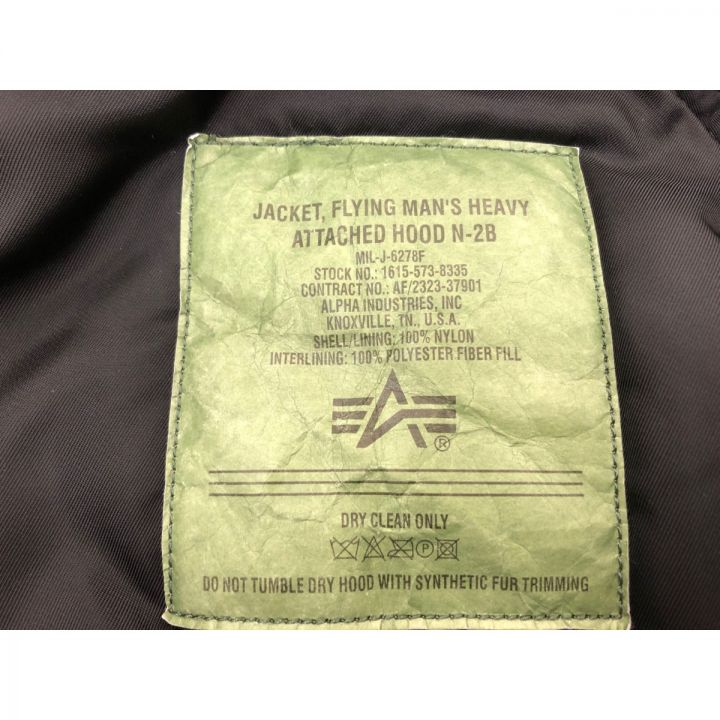 JACKET, FLYING MAN'S HEAVY
ATTACHED HOOD N-2B
MIL-J-6278F
STOCK NO.: 1615-573-8335
CONTRACT NO.: AF/2323-37901
ALPHA INDUSTRIES, INC
KNOXVILLE, TN., U.S.A.
SHELL/LINING: 100% NYLON
INTERLINING: 100% POLYESTER FIBER FILL
®
DRY CLEAN ONLY
P
DO NOT TUMBLE DRY HOOD WITH SYNTHETIC FUR TRIMMING